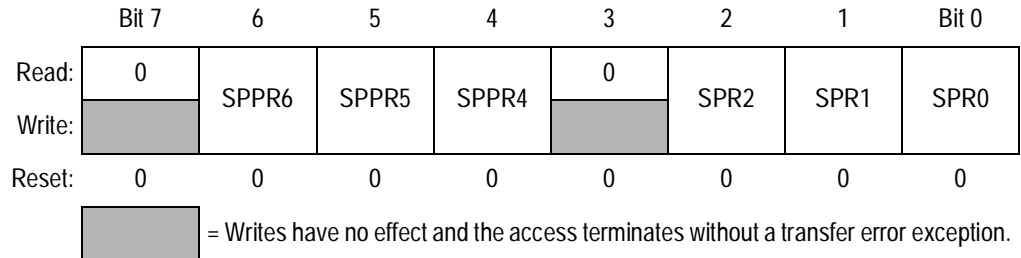 Bit 7 6 5 4 3 2 1 Bit 0
Read: 0 SPPR6 SPPR5 SPPR4 0 SPR2 SPR1 SPR0
Write:
Reset: 0 0 0 0 0 0 0 0
= Writes have no effect and the access terminates without a transfer error exception.